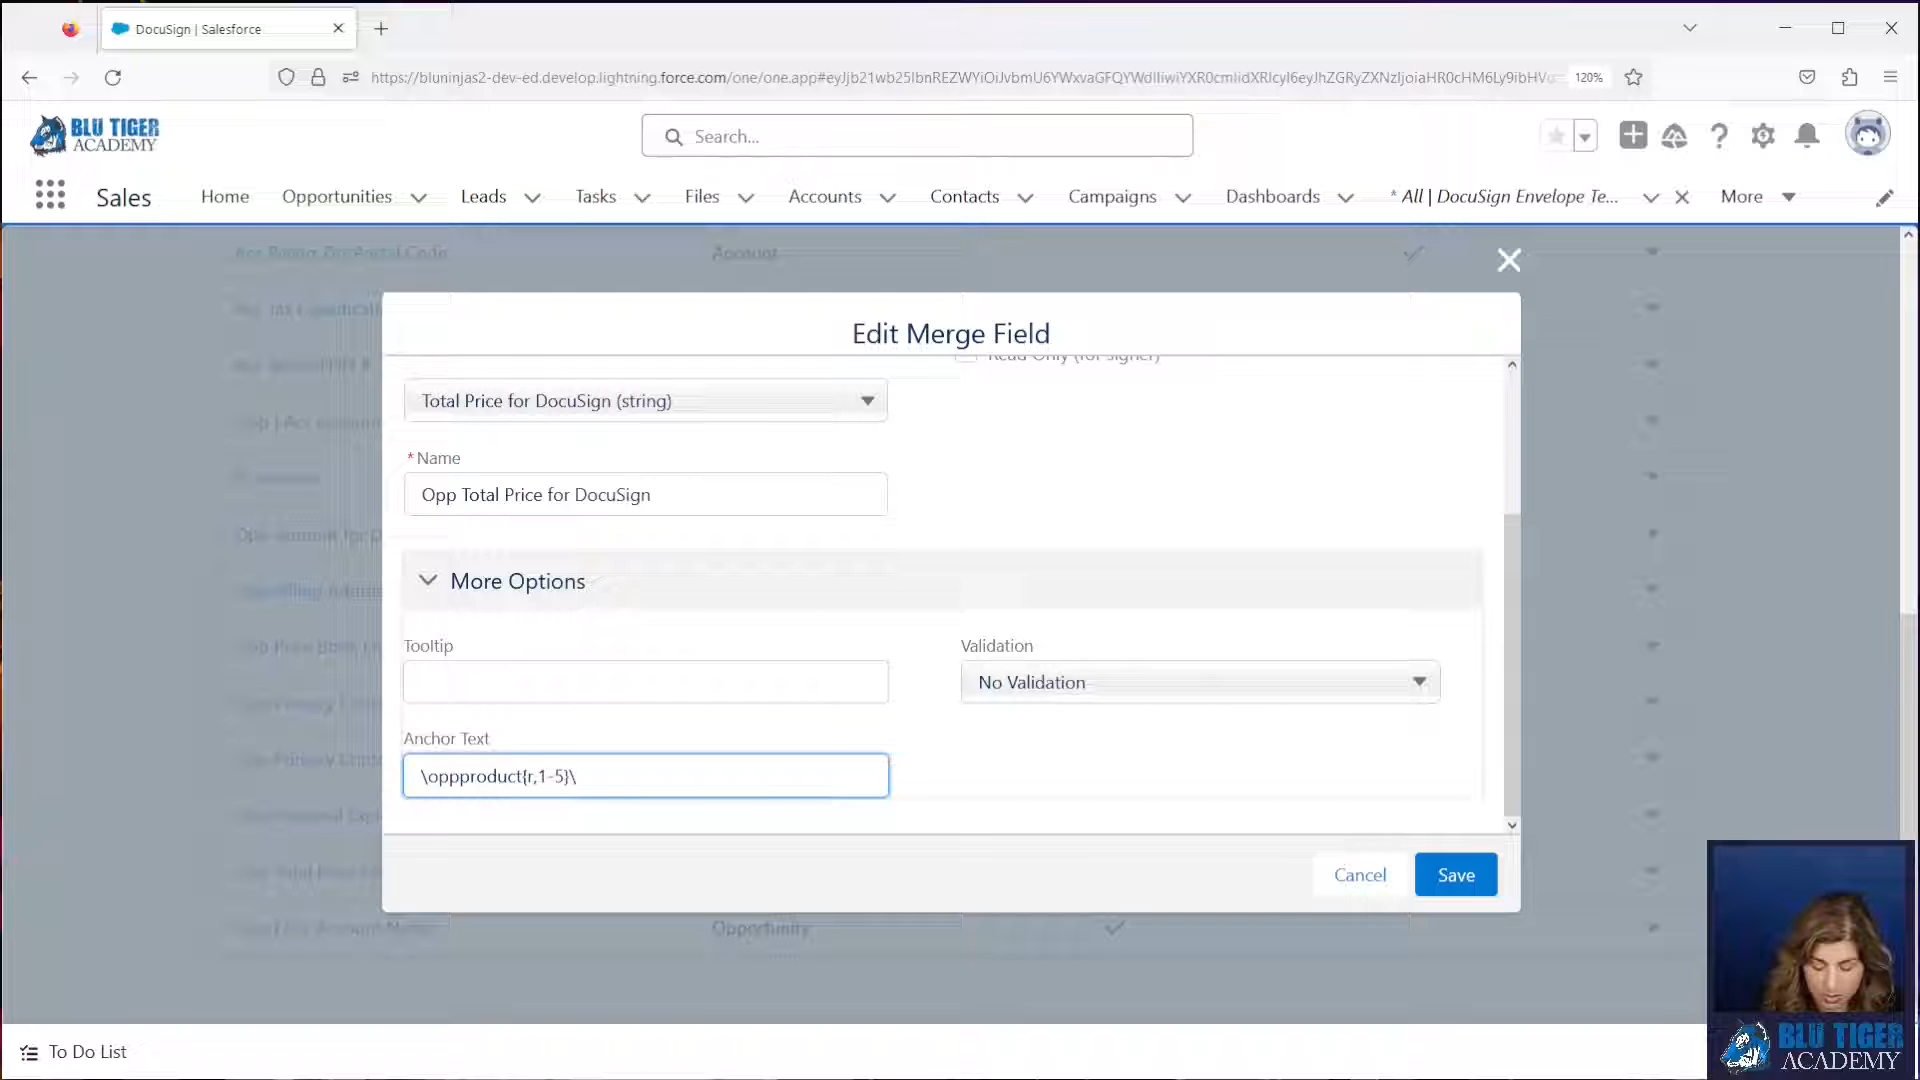 DocuSign | Salesforce
https://bluninjas2-dev-ed.develop.lightning.force.com/one/one.app#
120%
BLU TIGER
ACADEMY
Search...
Sales
Home
Opportunities
Leads
Tasks
Files
Accounts
Contacts
Campaigns
Dashboards
* All | DocuSign Envelope Te...
More
Account
Edit Merge Field
Read Only (for signer)
Total Price for DocuSign (string)
* Name
Opp Total Price for DocuSign
More Options
Tooltip
Validation
No Validation
Anchor Text
\oppproduct{r,1-5}\
Cancel
Save
Opportunity
To Do List
BLU TIGER
ACADEMY